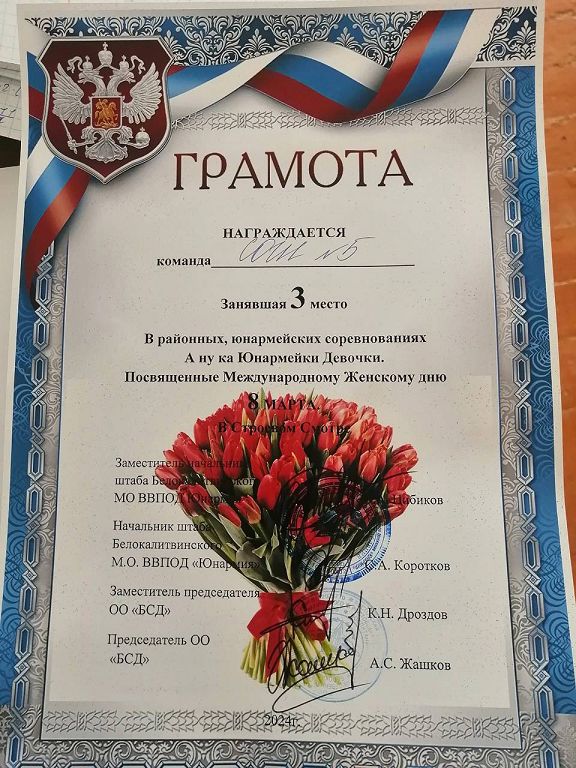 ГРАМОТА
НАГРАЖДАЕТСЯ
команда СОШ №5
Занявшая 3 место
В районных, юнармейских соревнованиях
А ну ка Юнармейки Девочки.
Посвященные Международному Женскому дню
8 МАРТА.
В Строевом Смотре
Заместитель начальника
штаба
МО ВВПОД
Начальник штаба
Белокалитвинского
М.О. ВВПОД «Юнармия» С.А. Коротков
Заместитель председателя
ОО «БСД» К.Н. Дроздов
Председатель ОО
«БСД» А.С. Жашков
2024г.